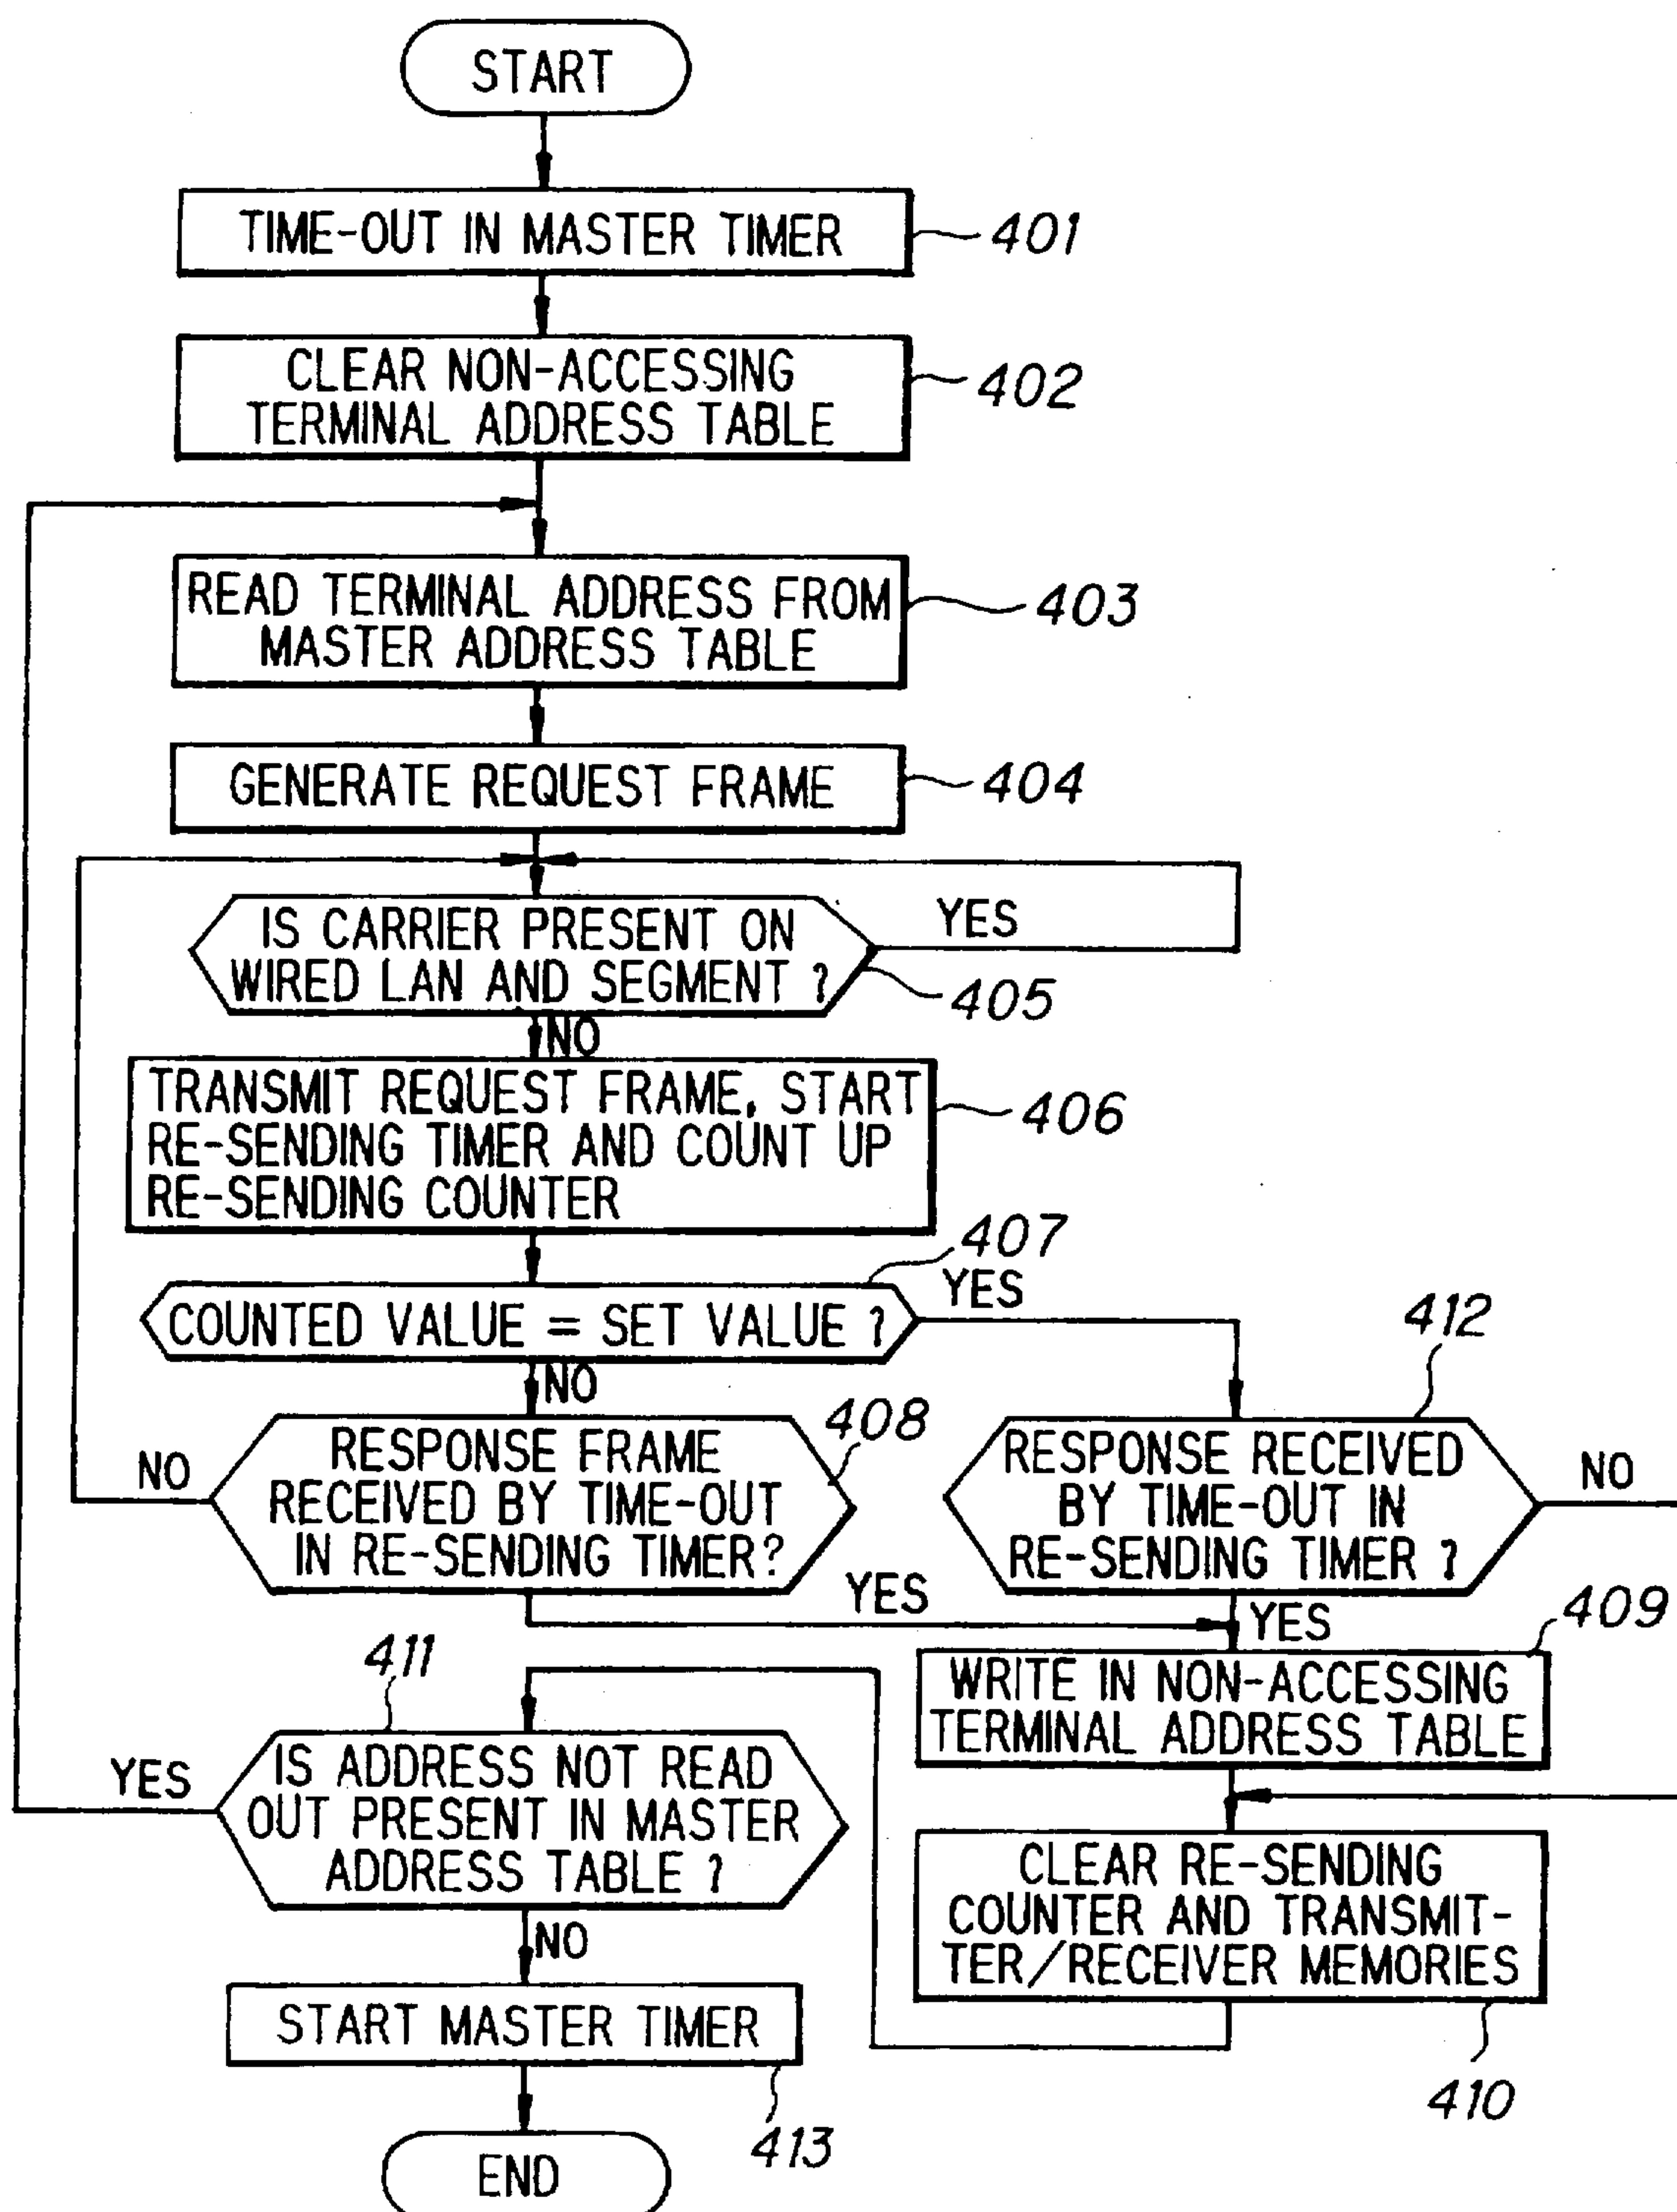 START
TIME-OUT IN MASTER TIMER
401
CLEAR NON-ACCESSING
TERMINAL ADDRESS TABLE
402
READ TERMINAL ADDRESS FROM
MASTER ADDRESS TABLE
403
GENERATE REQUEST FRAME
404
IS CARRIER PRESENT ON
WIRED LAN AND SEGMENT ?
YES
405
NO
TRANSMIT REQUEST FRAME, START
RE-SENDING TIMER AND COUNT UP
RE-SENDING COUNTER
406
407
COUNTED VALUE = SET VALUE ?
YES
NO
412
408
RESPONSE FRAME
RECEIVED BY TIME-OUT
IN RE-SENDING TIMER?
NO
YES
RESPONSE RECEIVED
BY TIME-OUT IN
RE-SENDING TIMER ?
NO
YES
409
WRITE IN NON-ACCESSING
TERMINAL ADDRESS TABLE
411
IS ADDRESS NOT READ
OUT PRESENT IN MASTER
ADDRESS TABLE ?
YES
NO
CLEAR RE-SENDING
COUNTER AND TRANSMIT-
TER/RECEIVER MEMORIES
410
START MASTER TIMER
413
END